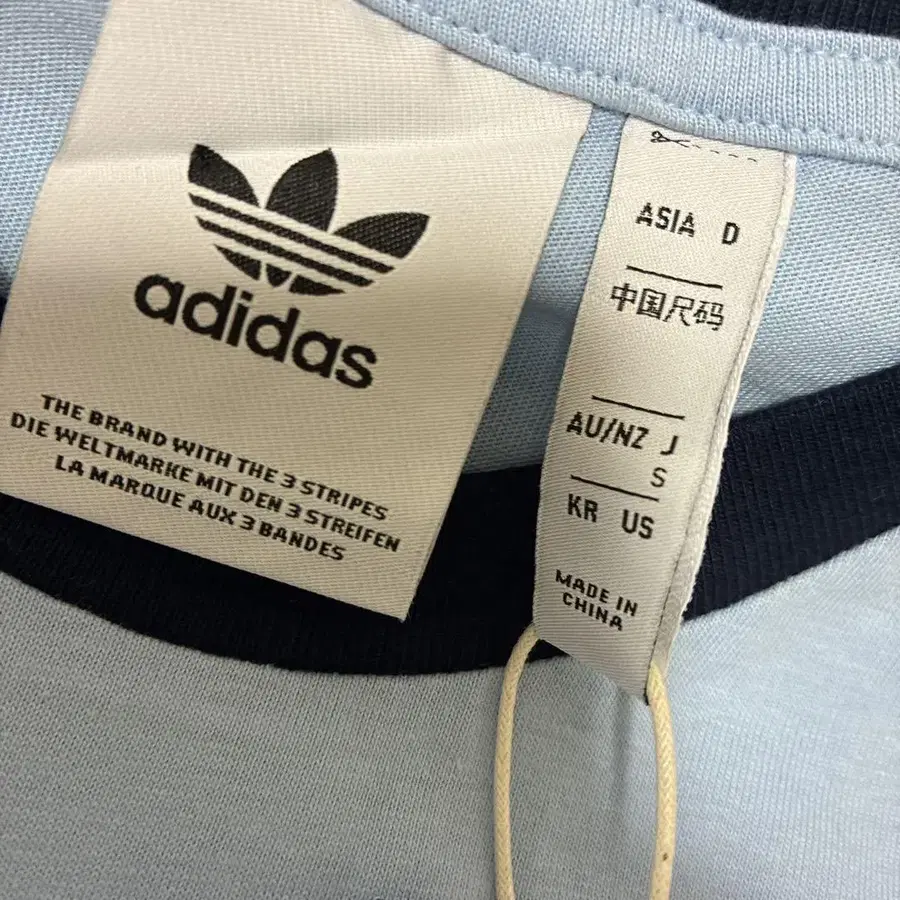 adidas
THE BRAND WITH THE 3 STRIPES
DIE WELTMARKE MIT DEN 3 STREIFEN
LA MARQUE AUX 3 BANDES
ASIA D
中国尺码
AU/NZ J
S
KR US
MADE IN
CHINA